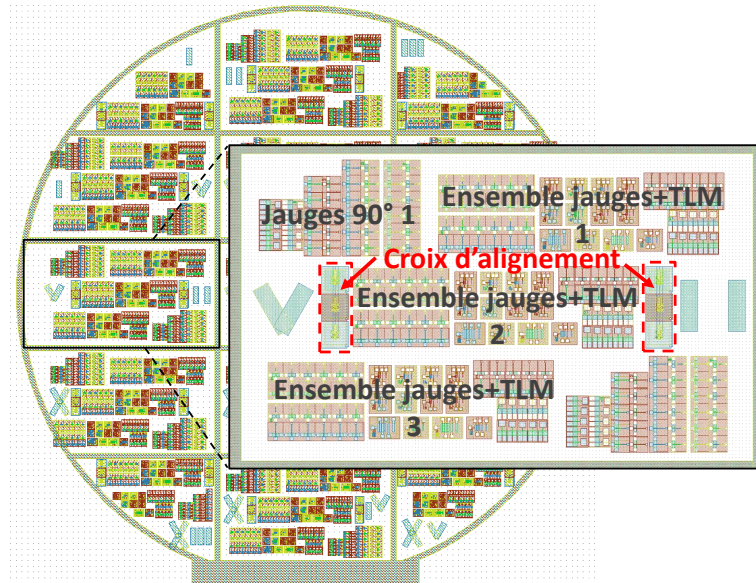 Jauges 90° 1
Ensemble jauges+TLM
1
Croix d'alignement
Ensemble jauges+TLM
2
Ensemble jauges+TLM
3